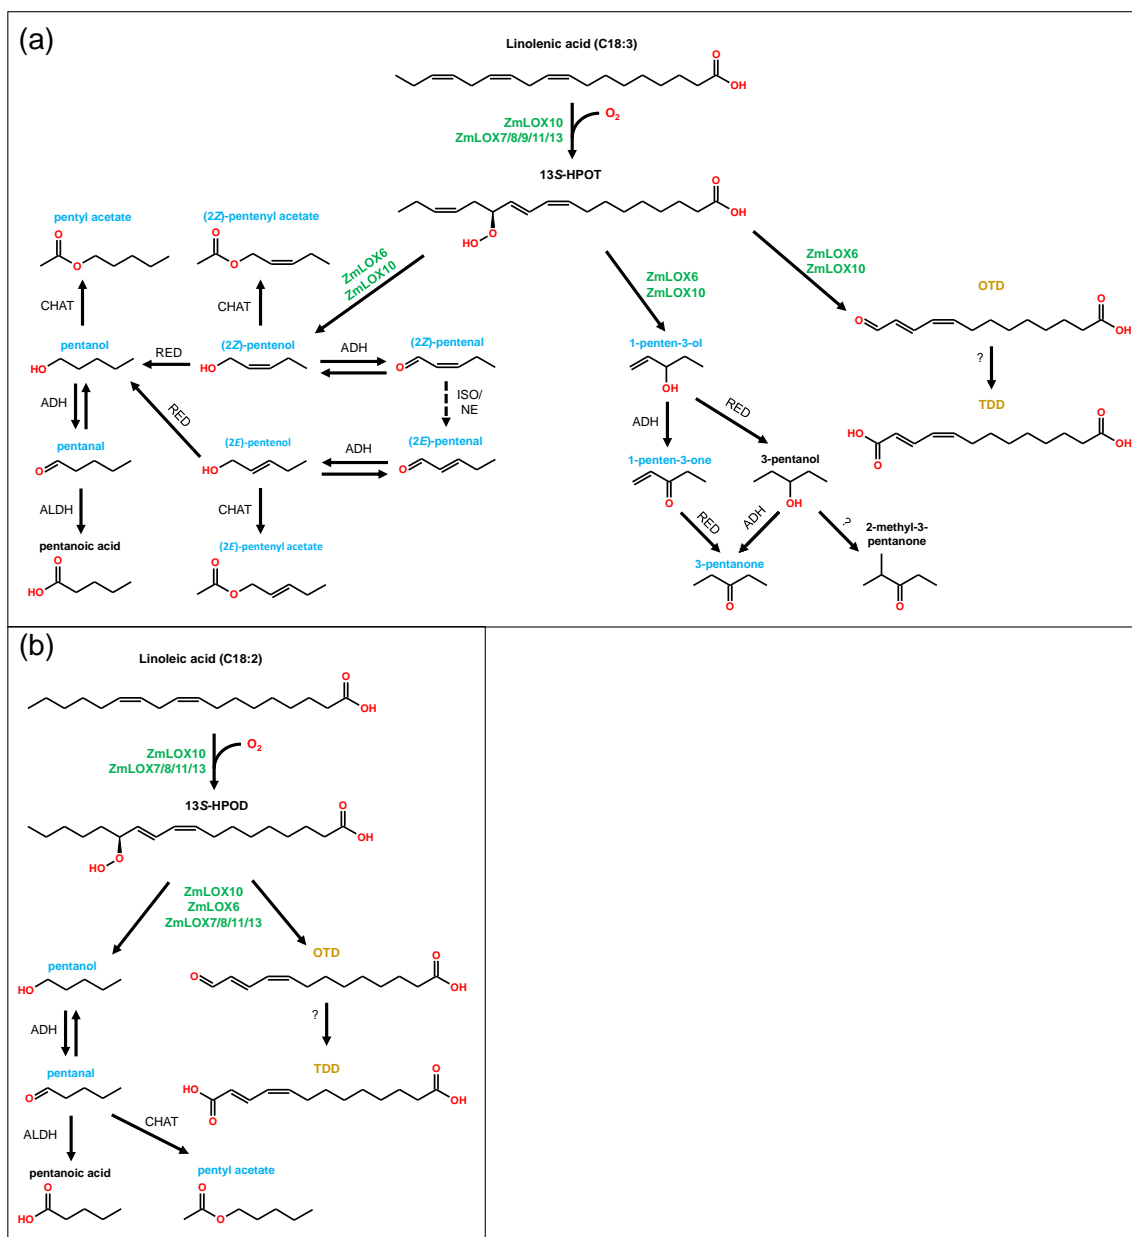 (a)
Linolenic acid (C18:3)
O
OH
ZmLOX10
O2
ZmLOX7/8/9/11/13
13S-HPOT
O
OH
O
HO
pentyl acetate
(2Z)-pentenyl acetate
O
O
O
O
ZmLOX6
ZmLOX10
ZmLOX6
ZmLOX10
ZmLOX6
ZmLOX10
CHAT
CHAT
OTD
O
O
OH
pentanol
RED
(2Z)-pentenol
ADH
(2Z)-pentenal
1-penten-3-ol
HO
HO
O
OH
?
ADH
RED
ISO/
NE
ADH
RED
TDD
HO
O
O
OH
pentanal
(2E)-pentenol
ADH
(2E)-pentenal
1-penten-3-one
3-pentanol
O
HO
O
O
OH
ALDH
CHAT
RED
ADH
?
pentanoic acid
(2E)-pentenyl acetate
2-methyl-3-
pentanone
O
HO
O
O
3-pentanone
O
O
(b)
Linoleic acid (C18:2)
O
OH
ZmLOX10
O2
ZmLOX7/8/11/13
13S-HPOD
O
OH
O
HO
ZmLOX10
ZmLOX6
ZmLOX7/8/11/13
pentanol
OTD
HO
O
O
OH
ADH
?
pentanal
TDD
O
HO
O
O
OH
ALDH
CHAT
pentanoic acid
pentyl acetate
O
HO
O
O